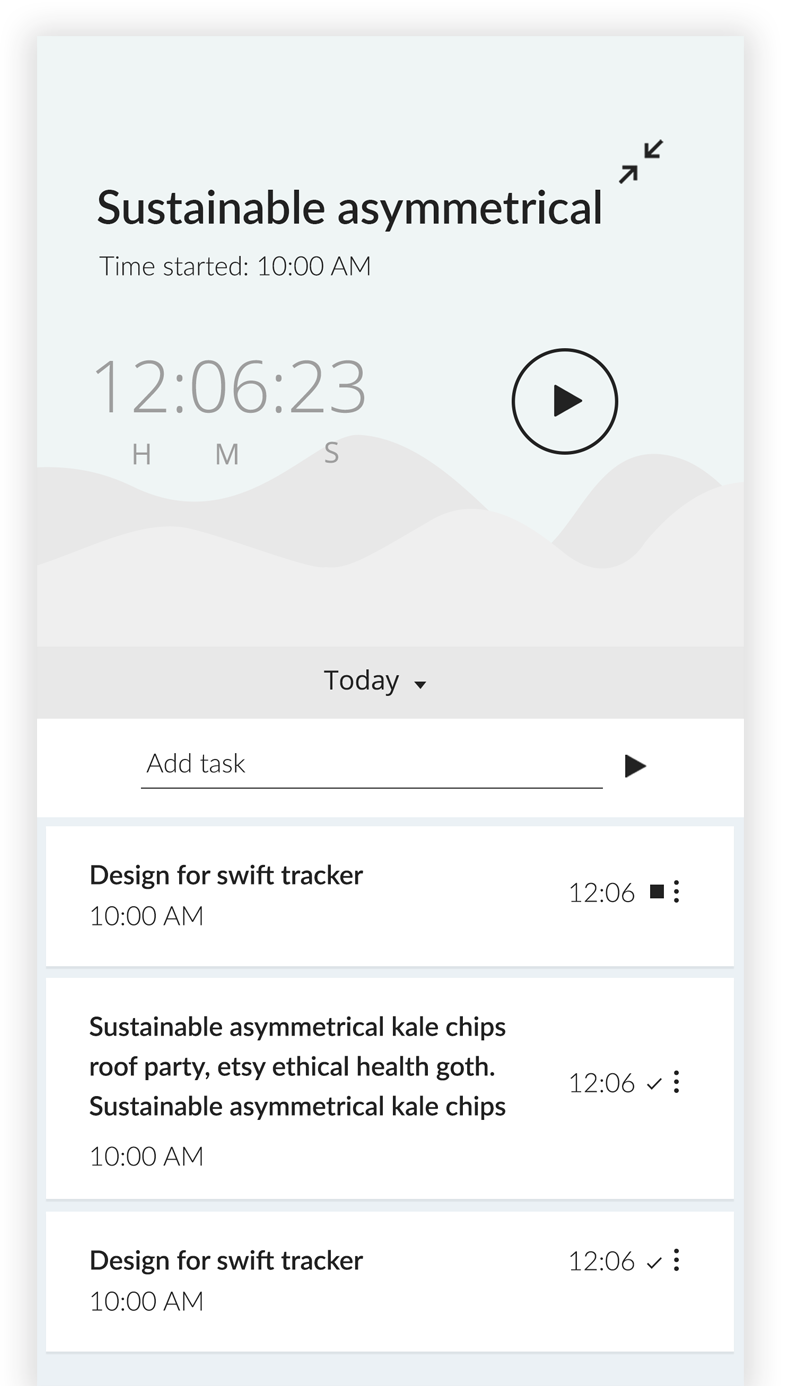 Sustainable asymmetrical
Time started: 10:00 AM
12:06:23
H M S
Today
Add task
Design for swift tracker
12:06
10:00 AM
Sustainable asymmetrical kale chips
roof party, etsy ethical health goth.
Sustainable asymmetrical kale chips
12:06
10:00 AM
Design for swift tracker
12:06
10:00 AM